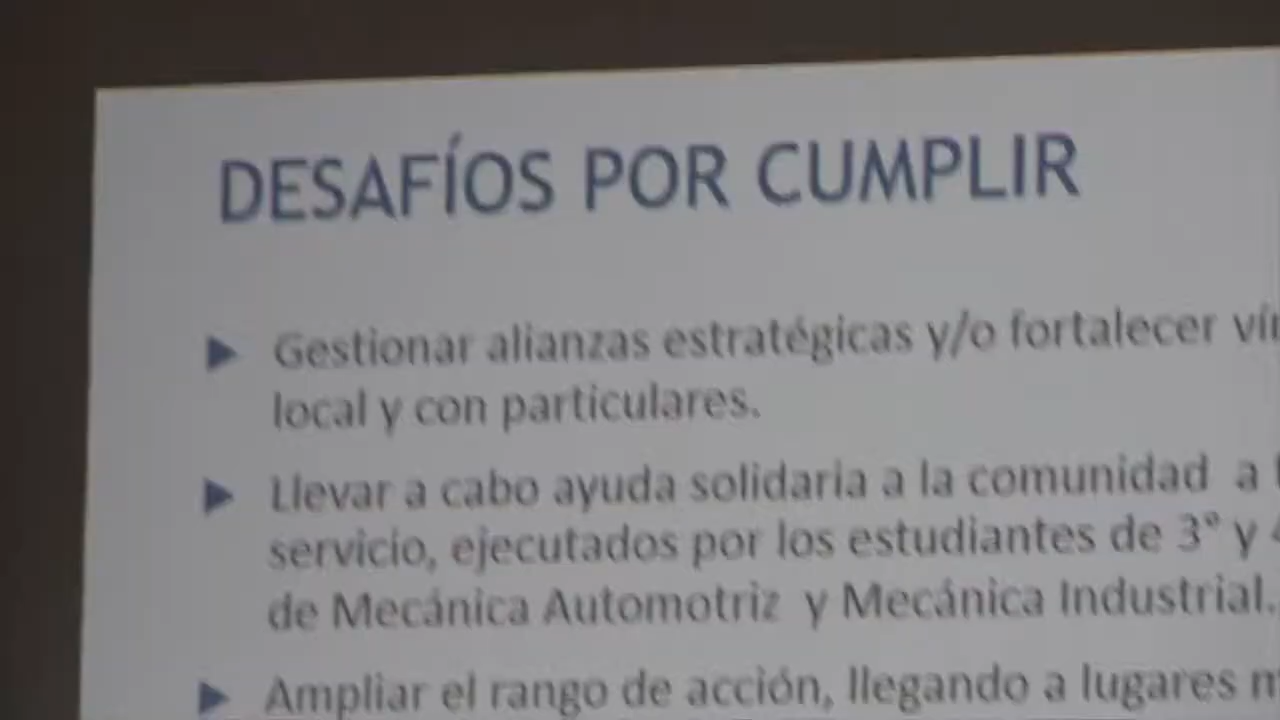 DESAFÍOS POR CUMPLIR
Gestionar alianzas estratégicas y/o fortalecer
local y con particulares.
Llevar a cabo ayuda solidaria a la comunidad a
servicio, ejecutados por los estudiantes de 3° y
de Mecánica Automotriz y Mecánica Industrial.
Ampliar el rango de acción, llegando a lugares